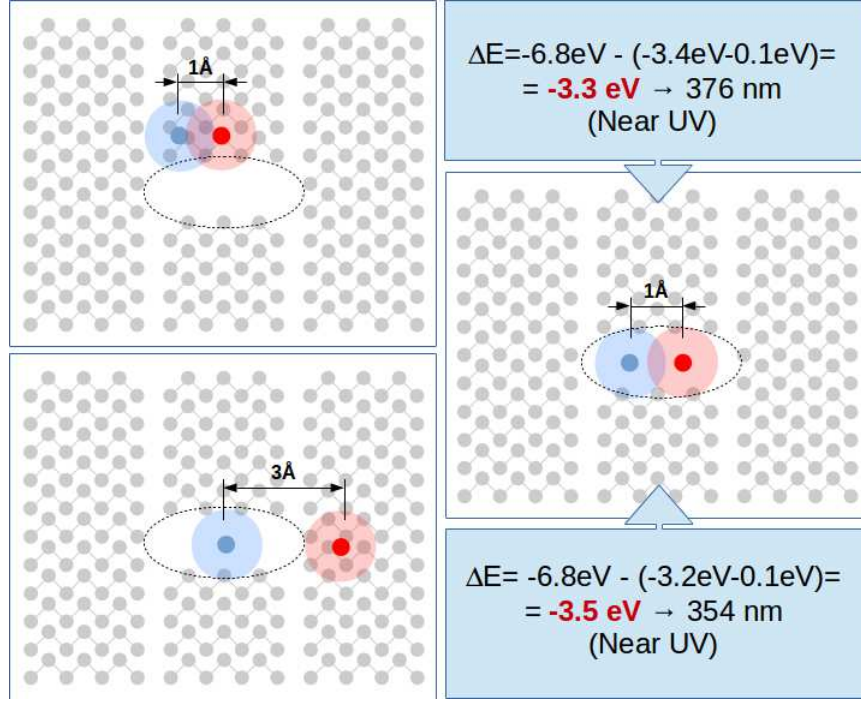 1Å
ΔE=-6.8eV - (-3.4eV-0.1eV)=
= -3.3 eV → 376 nm
(Near UV)
1Å
3Å
ΔE= -6.8eV - (-3.2eV-0.1eV)=
= -3.5 eV → 354 nm
(Near UV)